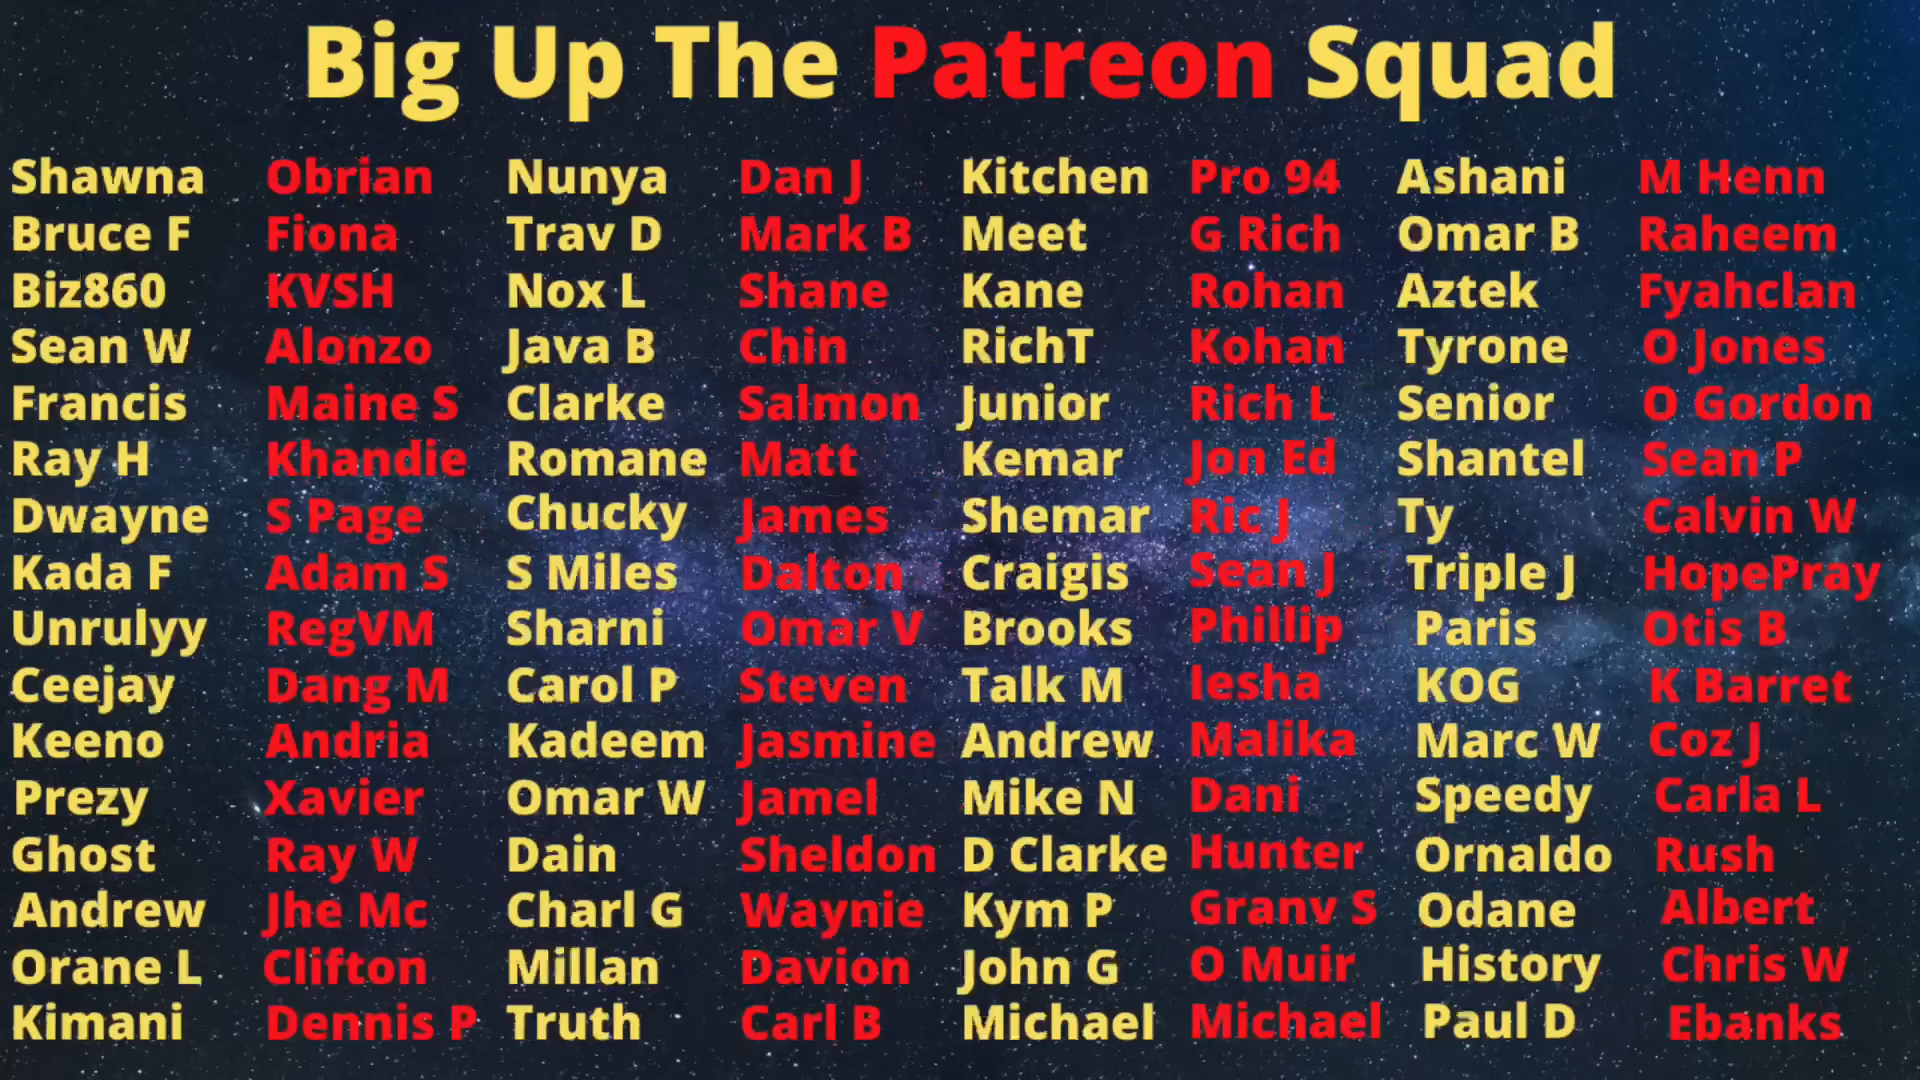 Big Up The Patreon Squad
Shawna Obrian Nunya Dan J Kitchen Pro 94 Ashani M Henn
Bruce F Fiona Trav D Mark B Meet G Rich Omar B Raheem
Biz860 KVSH Nox L Shane Kane Rohan Aztek Fyahclan
Sean W Alonzo Java B Chin RichT Kohan Tyrone O Jones
Francis Maine S Clarke Salmon Junior Rich L Senior O Gordon
Ray H Khandie Romane Matt Kemar Jon Ed Shantel Sean P
Dwayne S Page Chucky James Shemar Ric J Ty Calvin W
Kada F Adam S S Miles Dalton Craigis Sean J Triple J HopePray
Unrulyy RegVM Sharni Omar V Brooks Phillip Paris Otis B
Ceejay Dang M Carol P Steven Talk M Iesha KOG K Barret
Keeno Andria Kadeem Jasmine Andrew Malika Marc W Coz J
Prezy Xavier Omar W Jamel Mike N Dani Speedy Carla L
Ghost Ray W Dain Sheldon D Clarke Hunter Ornaldo Rush
Andrew Jhe Mc Charl G Waynie Kym P Granv S Odane Albert
Orane L Clifton Millan Davion John G O Muir History Chris W
Kimani Dennis P Truth Carl B Michael Michael Paul D Ebanks